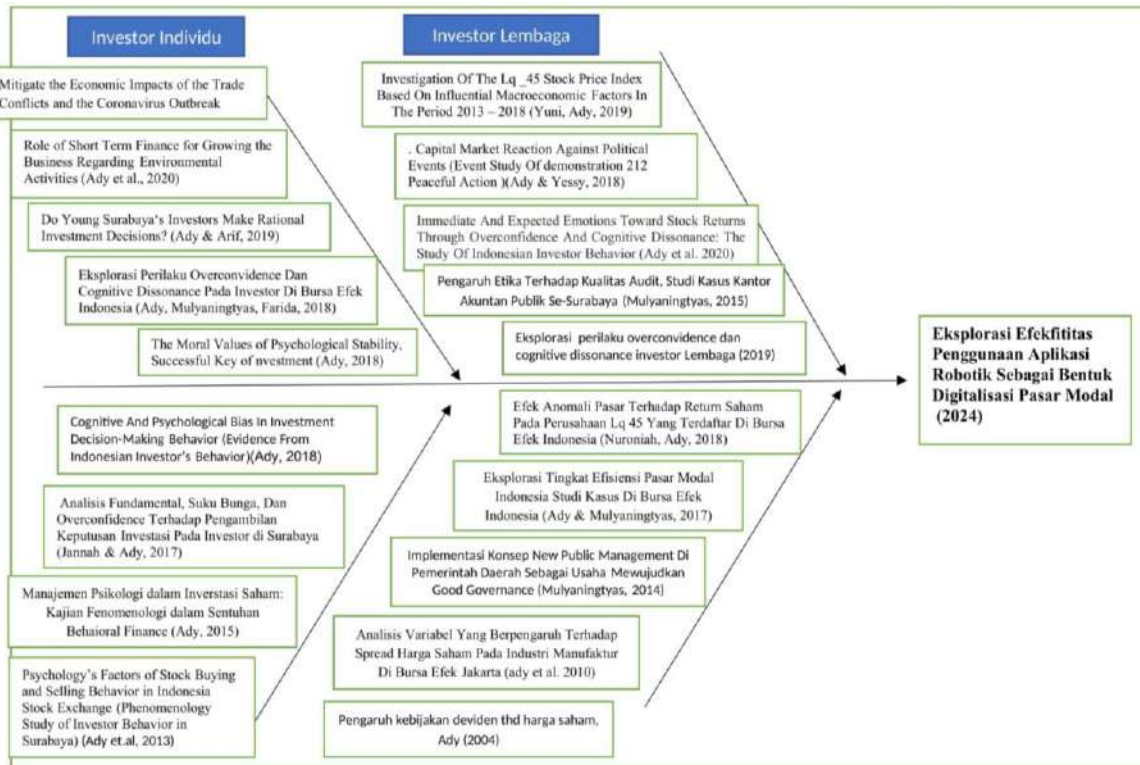 Investor Individu
Mitigate the Economic Impacts of the Trade
Conflicts and the Coronavirus Outbreak
Role of Short Term Finance for Growing the
Business Regarding Environmental
Activities (Ady et al., 2020)
Do Young Surabaya's Investors Make Rational
Investment Decisions? (Ady & Arif, 2019)
Eksplorasi Perilaku Overconvidence Dan
Cognitive Dissonance Pada Investor Di Bursa Efek
Indonesia (Ady, Mulyaningtyas, Farida, 2018)
The Moral Values of Psychological Stability,
Successful Key of nvestment (Ady, 2018)
Cognitive And Psychological Bias In Investment
Decision-Making Behavior (Evidence From
Indonesian Investor's Behavior)(Ady, 2018)
Analisis Fundamental, Suku Bunga, Dan
Overconfidence Terhadap Pengambilan
Keputusan Investasi Pada Investor di Surabaya
(Jannah & Ady, 2017)
Manajemen Psikologi dalam Inverstasi Saham:
Kajian Fenomenologi dalam Sentuhan
Behaioral Finance (Ady, 2015)
Psychology's Factors of Stock Buying
and Selling Behavior in Indonesia
Stock Exchange (Phenomenology
Study of Investor Behavior in
Surabaya) (Ady et.al, 2013)
Investor Lembaga
Investigation Of The Lq _45 Stock Price Index
Based On Influential Macroeconomic Factors In
The Period 2013 – 2018 (Yuni, Ady, 2019)
. Capital Market Reaction Against Political
Events (Event Study Of demonstration 212
Peaceful Action )(Ady & Yessy, 2018)
Immediate And Expected Emotions Toward Stock Returns
Through Overconfidence And Cognitive Dissonance: The
Study Of Indonesian Investor Behavior (Ady et al. 2020)
Pengaruh Etika Terhadap Kualitas Audit, Studi Kasus Kantor
Akuntan Publik Se-Surabaya (Mulyaningtyas, 2015)
Eksplorasi perilaku overconvidence dan
cognitive dissonance investor Lembaga (2019)
Efek Anomali Pasar Terhadap Return Saham
Pada Perusahaan Lq 45 Yang Terdaftar Di Bursa
Efek Indonesia (Nuroniah, Ady, 2018)
Eksplorasi Tingkat Efisiensi Pasar Modal
Indonesia Studi Kasus Di Bursa Efek
Indonesia (Ady & Mulyaningtyas, 2017)
Implementasi Konsep New Public Management Di
Pemerintah Daerah Sebagai Usaha Mewujudkan
Good Governance (Mulyaningtyas, 2014)
Analisis Variabel Yang Berpengaruh Terhadap
Spread Harga Saham Pada Industri Manufaktur
Di Bursa Efek Jakarta (ady et al. 2010)
Pengaruh kebijakan deviden thd harga saham,
Ady (2004)
Eksplorasi Efekfititas
Penggunaan Aplikasi
Robotik Sebagai Bentuk
Digitalisasi Pasar Modal
(2024)